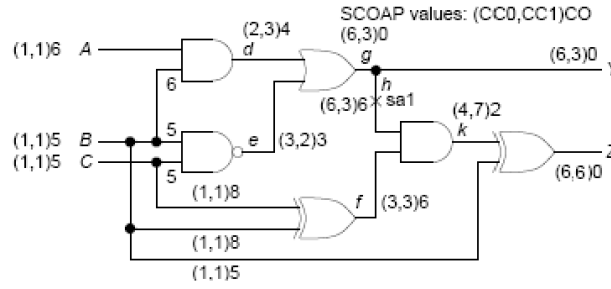 SCOAP values: (CC0,CC1)CO
(2,3)4
(6,3)0
(1,1)6 A
d
g
(6,3)0
Y
6
h
(6,3)6
sa1
(4,7)2
(1,1)5 B
5
e
(3,2)3
k
Z
(1,1)5 C
5
(6,6)0
(1,1)8
f
(3,3)6
(1,1)8
(1,1)5